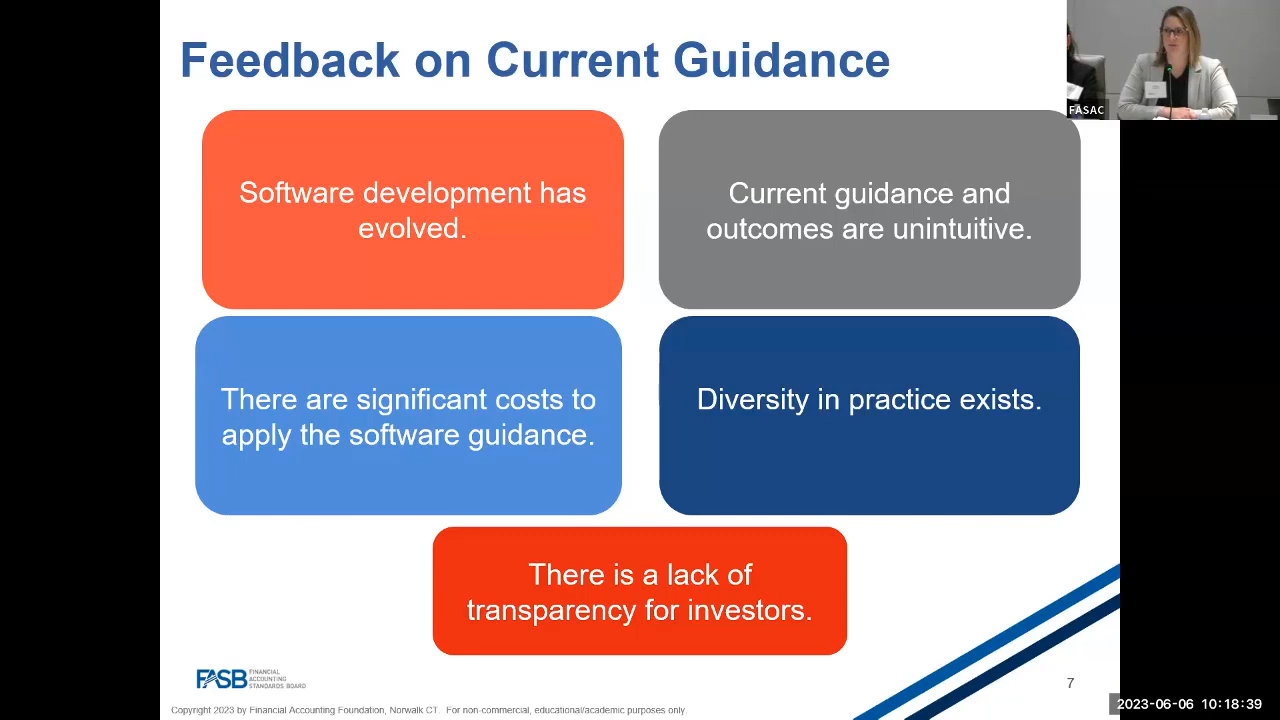 Feedback on Current Guidance
FASAC
Software development has
evolved.
Current guidance and
outcomes are unintuitive.
There are significant costs to
apply the software guidance.
Diversity in practice exists.
There is a lack of
transparency for investors.
FASB
FINANCIAL
ACCOUNTING
STANDARDS BOARD
7
2023-06-06 10:18:39
Copyright 2023 by Financial Accounting Foundation, Norwalk CT. For non-commercial, educational/academic purposes only.